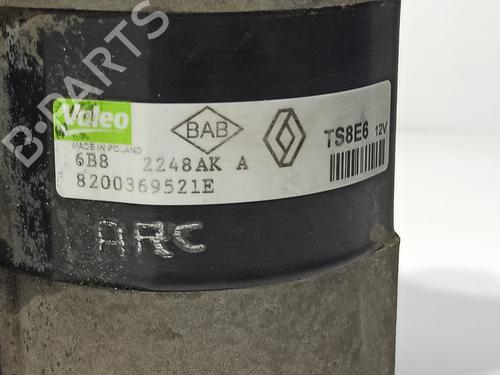 B-PARTS
Valeo
MADE IN POLAND
BAB
TS8E6 12V
6B8 2248AK A
8200369521E
ARC